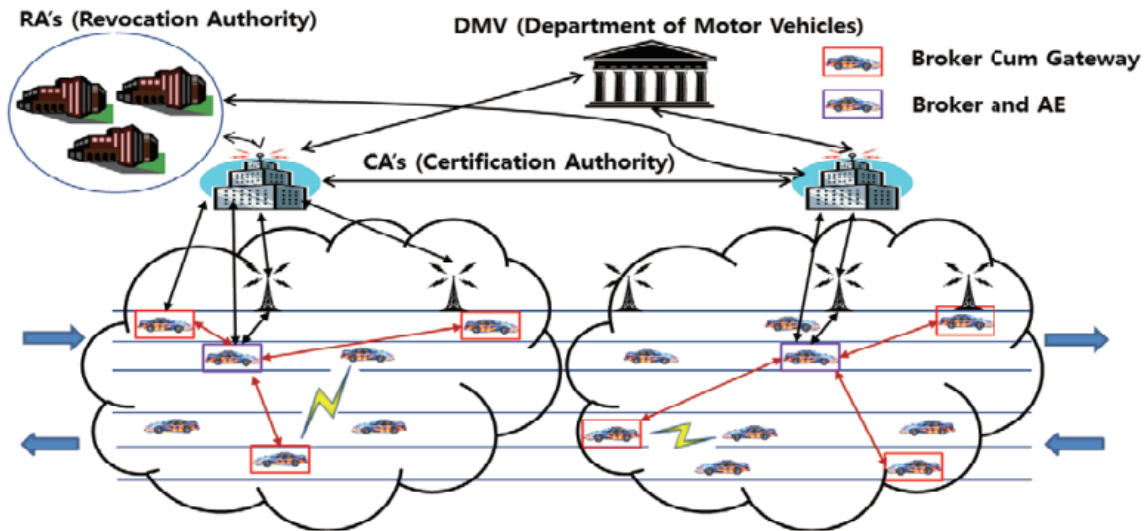 RA's (Revocation Authority)
DMV (Department of Motor Vehicles)
Broker Cum Gateway
Broker and AE
CA's (Certification Authority)